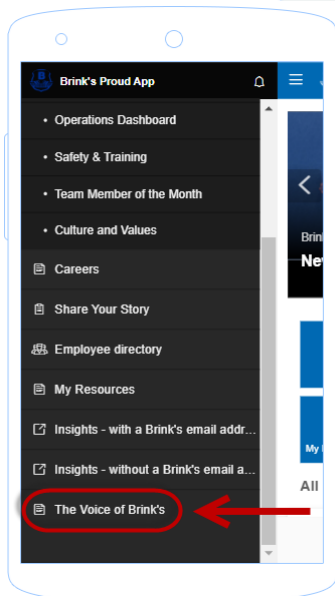 Brink's Proud App
• Operations Dashboard
• Safety & Training
• Team Member of the Month
• Culture and Values
Careers
Share Your Story
Employee directory
My Resources
Insights - with a Brink's email addr...
Insights - without a Brink's email a...
The Voice of Brink's
Brin
Ne
My
All